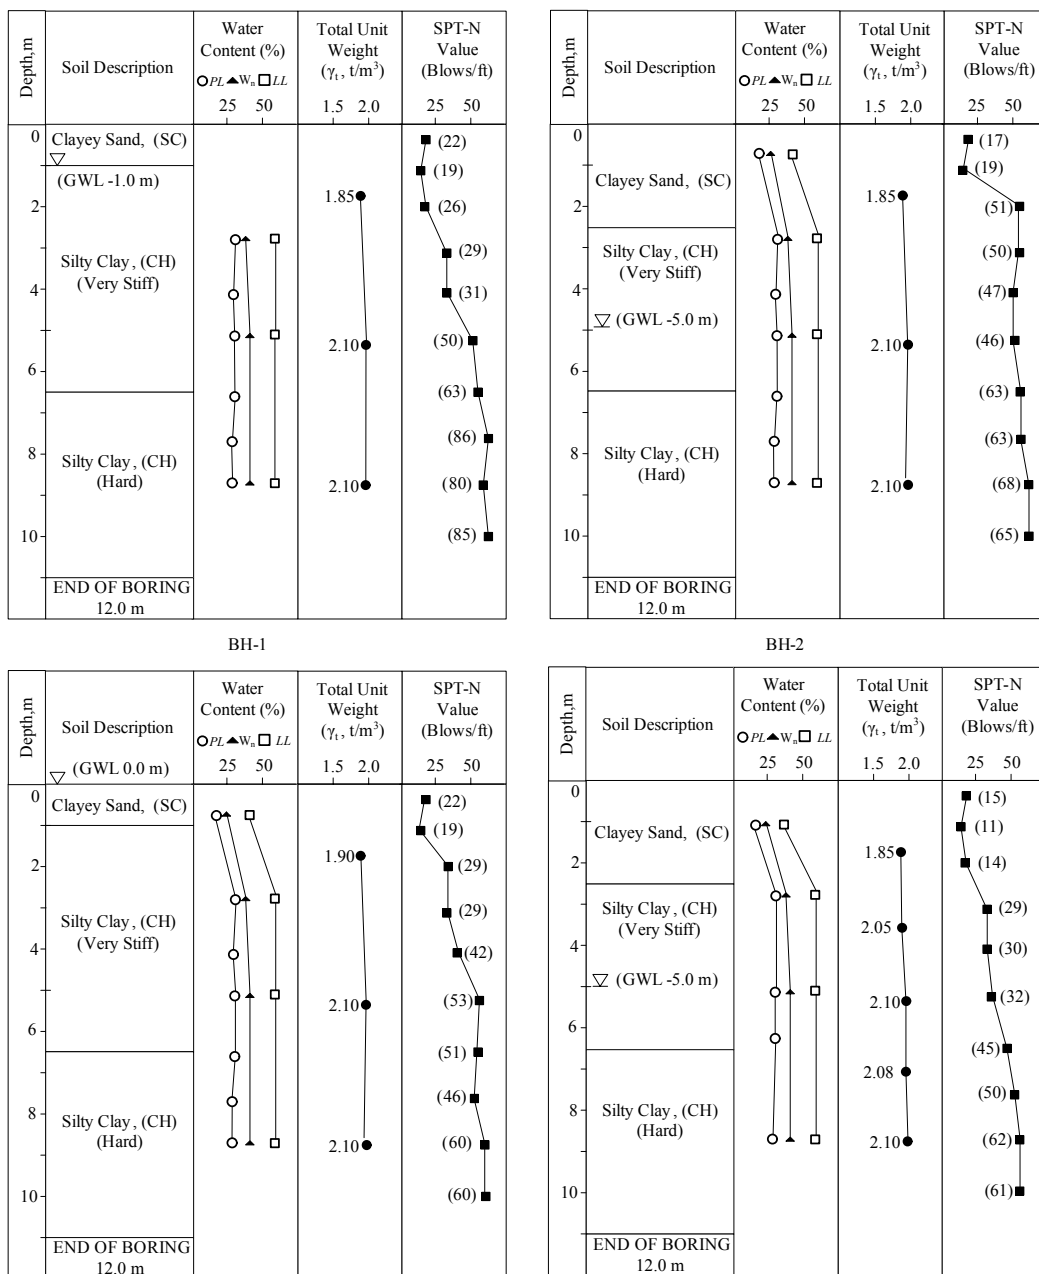 Depth,m
Soil Description
Water
Content (%)
PL Wn LL
25 50
Total Unit
Weight
(γt, t/m³)
1.5 2.0
SPT-N
Value
(Blows/ft)
25 50
0
2
4
6
8
10
Clayey Sand, (SC)
(GWL -1.0 m)
Silty Clay, (CH)
(Very Stiff)
Silty Clay, (CH)
(Hard)
END OF BORING
12.0 m
1.85
2.10
2.10
(22)
(19)
(26)
(29)
(31)
(50)
(63)
(86)
(80)
(85)
BH-1
Depth,m
Soil Description
Water
Content (%)
PL Wn LL
25 50
Total Unit
Weight
(γt, t/m³)
1.5 2.0
SPT-N
Value
(Blows/ft)
25 50
0
2
4
6
8
10
Clayey Sand, (SC)
Silty Clay, (CH)
(Very Stiff)
(GWL -5.0 m)
Silty Clay, (CH)
(Hard)
END OF BORING
12.0 m
1.85
2.10
2.10
(17)
(19)
(51)
(50)
(47)
(46)
(63)
(63)
(68)
(65)
BH-2
Depth,m
Soil Description
(GWL 0.0 m)
Water
Content (%)
PL Wn LL
25 50
Total Unit
Weight
(γt, t/m³)
1.5 2.0
SPT-N
Value
(Blows/ft)
25 50
0
2
4
6
8
10
Clayey Sand, (SC)
Silty Clay, (CH)
(Very Stiff)
Silty Clay, (CH)
(Hard)
END OF BORING
12.0 m
1.90
2.10
2.10
(22)
(19)
(29)
(29)
(42)
(53)
(51)
(46)
(60)
(60)
Depth,m
Soil Description
Water
Content (%)
PL Wn LL
25 50
Total Unit
Weight
(γt, t/m³)
1.5 2.0
SPT-N
Value
(Blows/ft)
25 50
0
2
4
6
8
10
Clayey Sand, (SC)
Silty Clay, (CH)
(Very Stiff)
(GWL -5.0 m)
Silty Clay, (CH)
(Hard)
END OF BORING
12.0 m
1.85
2.05
2.10
2.08
2.10
(15)
(11)
(14)
(29)
(30)
(32)
(45)
(50)
(62)
(61)